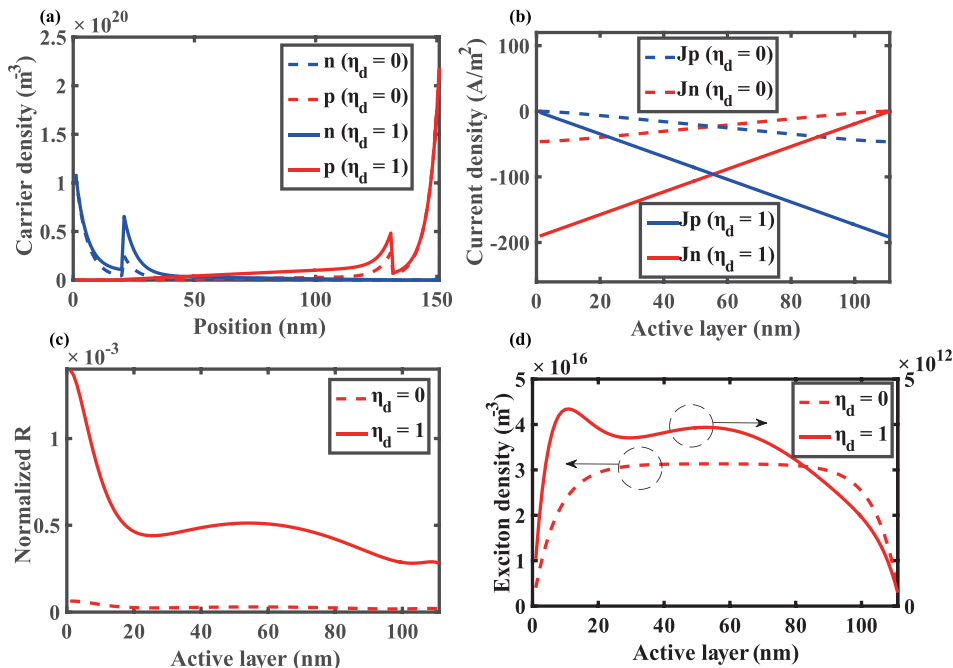 (a)
× 10^20
2.5
2.0
1.5
1.0
0.5
0
Carrier density (m^-3)
n (η_d = 0)
p (η_d = 0)
n (η_d = 1)
p (η_d = 1)
0 50 100 150
Position (nm)
(b)
100
0
-100
-200
Current density (A/m^2)
Jp (η_d = 0)
Jn (η_d = 0)
Jp (η_d = 1)
Jn (η_d = 1)
0 20 40 60 80 100
Active layer (nm)
(c)
× 10^-3
1
0.5
0
Normalized R
η_d = 0
η_d = 1
0 20 40 60 80 100
Active layer (nm)
(d)
× 10^16
× 10^12
5
4
3
2
1
0
Exciton density (m^-3)
η_d = 0
η_d = 1
5
0
0 20 40 60 80 100
Active layer (nm)